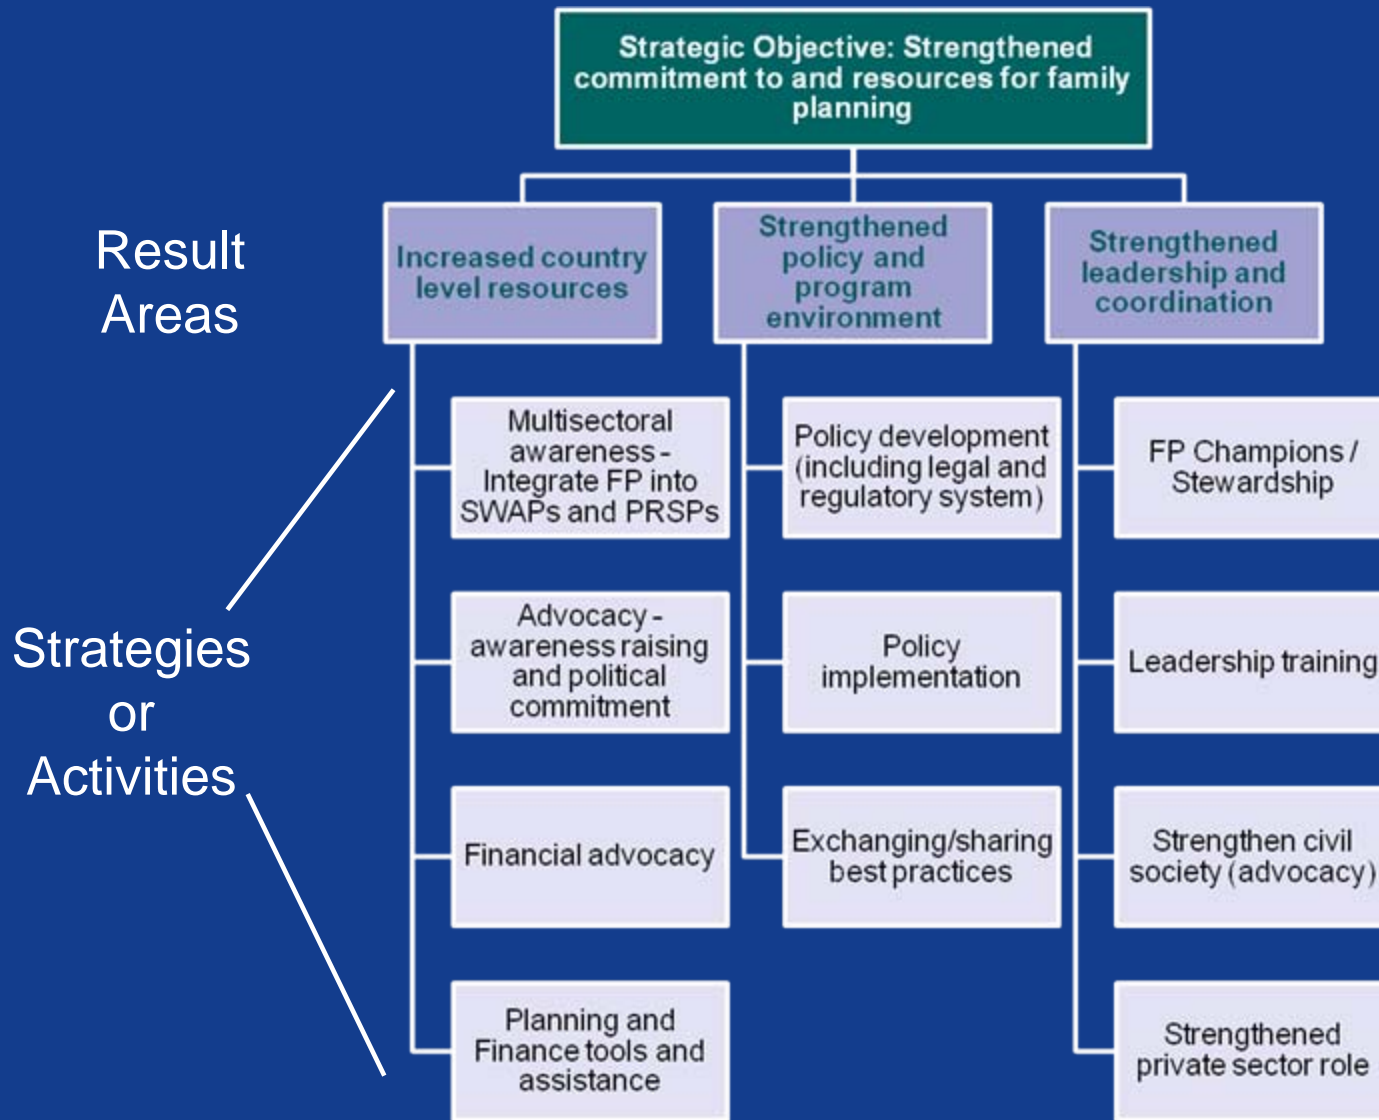 Strategic Objective: Strengthened
commitment to and resources for family
planning
Result
Areas
Increased country
level resources
Strengthened
policy and
program
environment
Strengthened
leadership and
coordination
Strategies
or
Activities
Multisectoral
awareness -
Integrate FP into
SWAPs and PRSPs
Advocacy -
awareness raising
and political
commitment
Financial advocacy
Planning and
Finance tools and
assistance
Policy development
(including legal and
regulatory system)
Policy
implementation
Exchanging/sharing
best practices
FP Champions /
Stewardship
Leadership training
Strengthen civil
society (advocacy)
Strengthened
private sector role